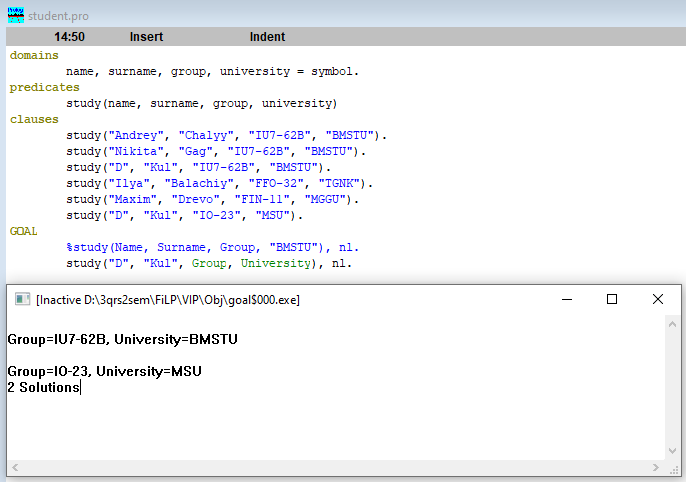 student.pro
14:50 Insert Indent
domains
name, surname, group, university = symbol.
predicates
study(name, surname, group, university)
clauses
study("Andrey", "Chalyy", "IU7-62B", "BMSTU").
study("Nikita", "Gag", "IU7-62B", "BMSTU").
study("D", "Kul", "IU7-62B", "BMSTU").
study("Ilya", "Balachiy", "FFO-32", "TGNK").
study("Maxim", "Drevo", "FIN-11", "MGGU").
study("D", "Kul", "IO-23", "MSU").
GOAL
%study(Name, Surname, Group, "BMSTU"), nl.
study("D", "Kul", Group, University), nl.
[Inactive D:\3qrs2sem\FiLP\VIP\Obj\goal$000.exe]
Group=IU7-62B, University=BMSTU
Group=IO-23, University=MSU
2 Solutions